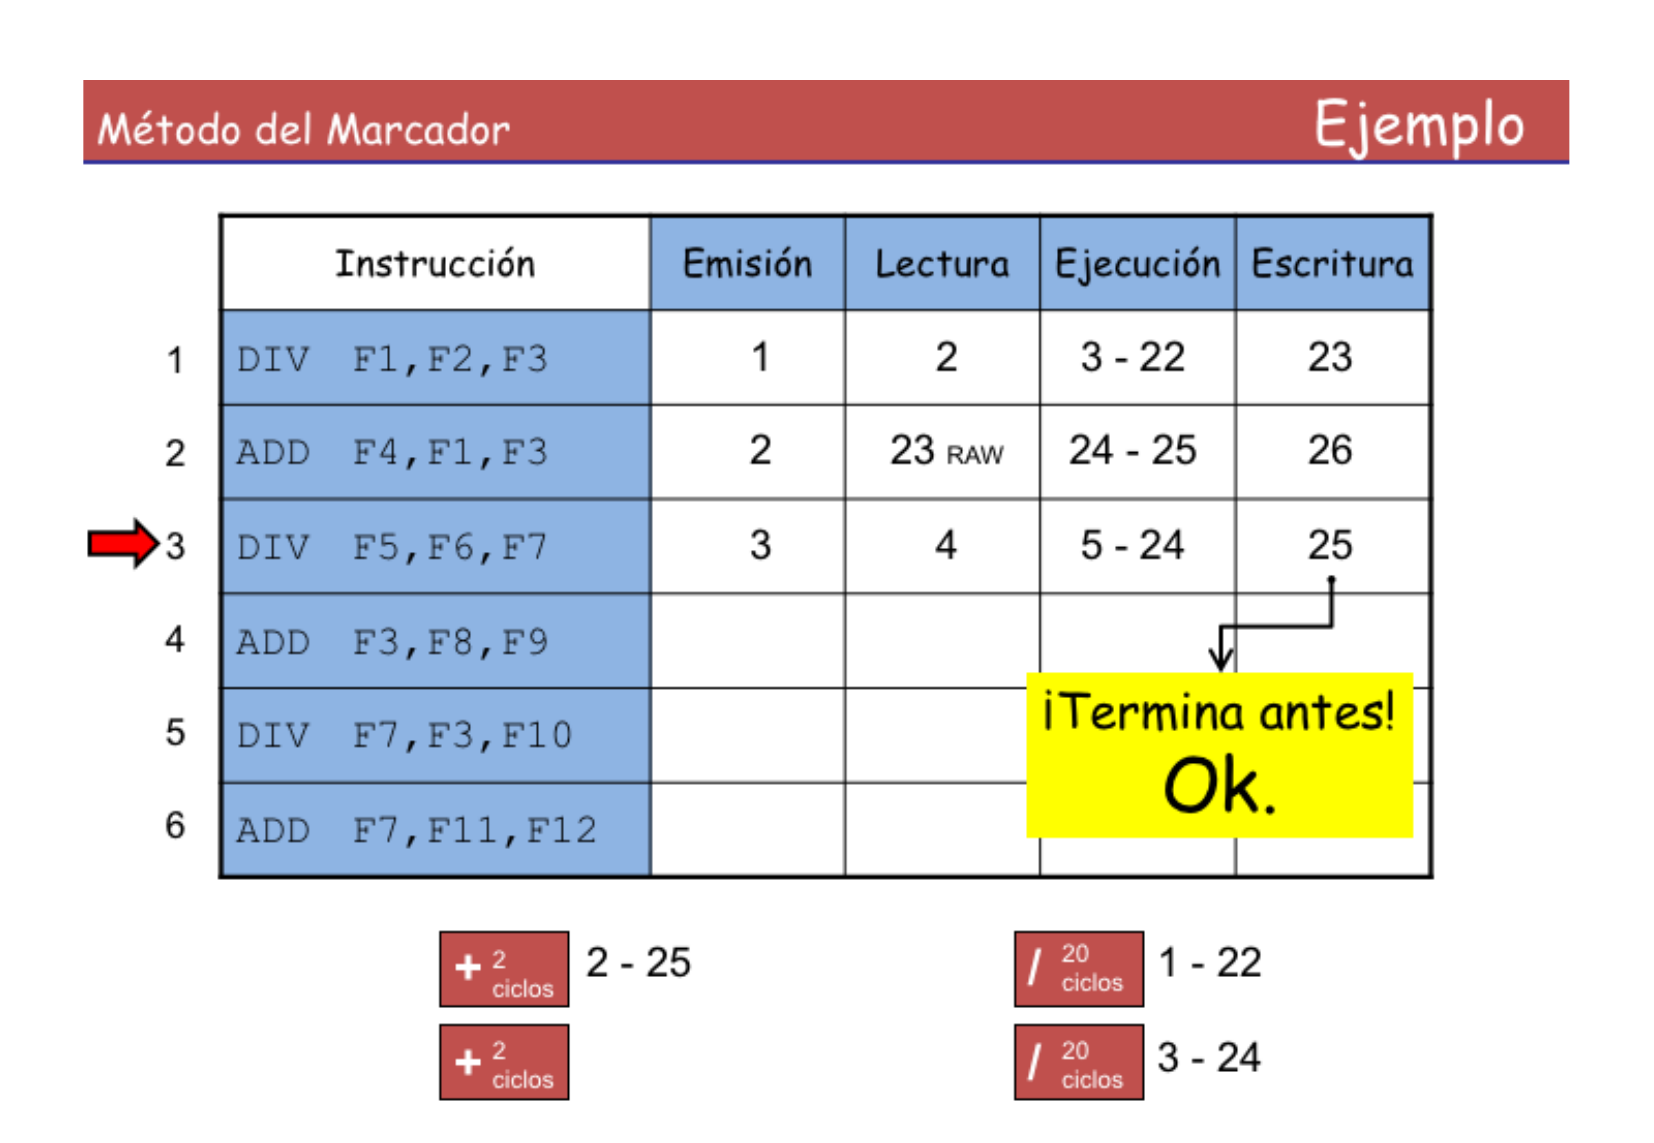 Método del Marcador Ejemplo
Instrucción Emisión Lectura Ejecución Escritura
1 DIV F1,F2,F3 1 2 3 - 22 23
2 ADD F4,F1,F3 2 23 RAW 24 - 25 26
3 DIV F5,F6,F7 3 4 5 - 24 25
4 ADD F3,F8,F9
5 DIV F7,F3,F10
6 ADD F7,F11,F12
¡Termina antes!
Ok.
+ 2 ciclos 2 - 25
/ 20 ciclos 1 - 22
+ 2 ciclos
/ 20 ciclos 3 - 24